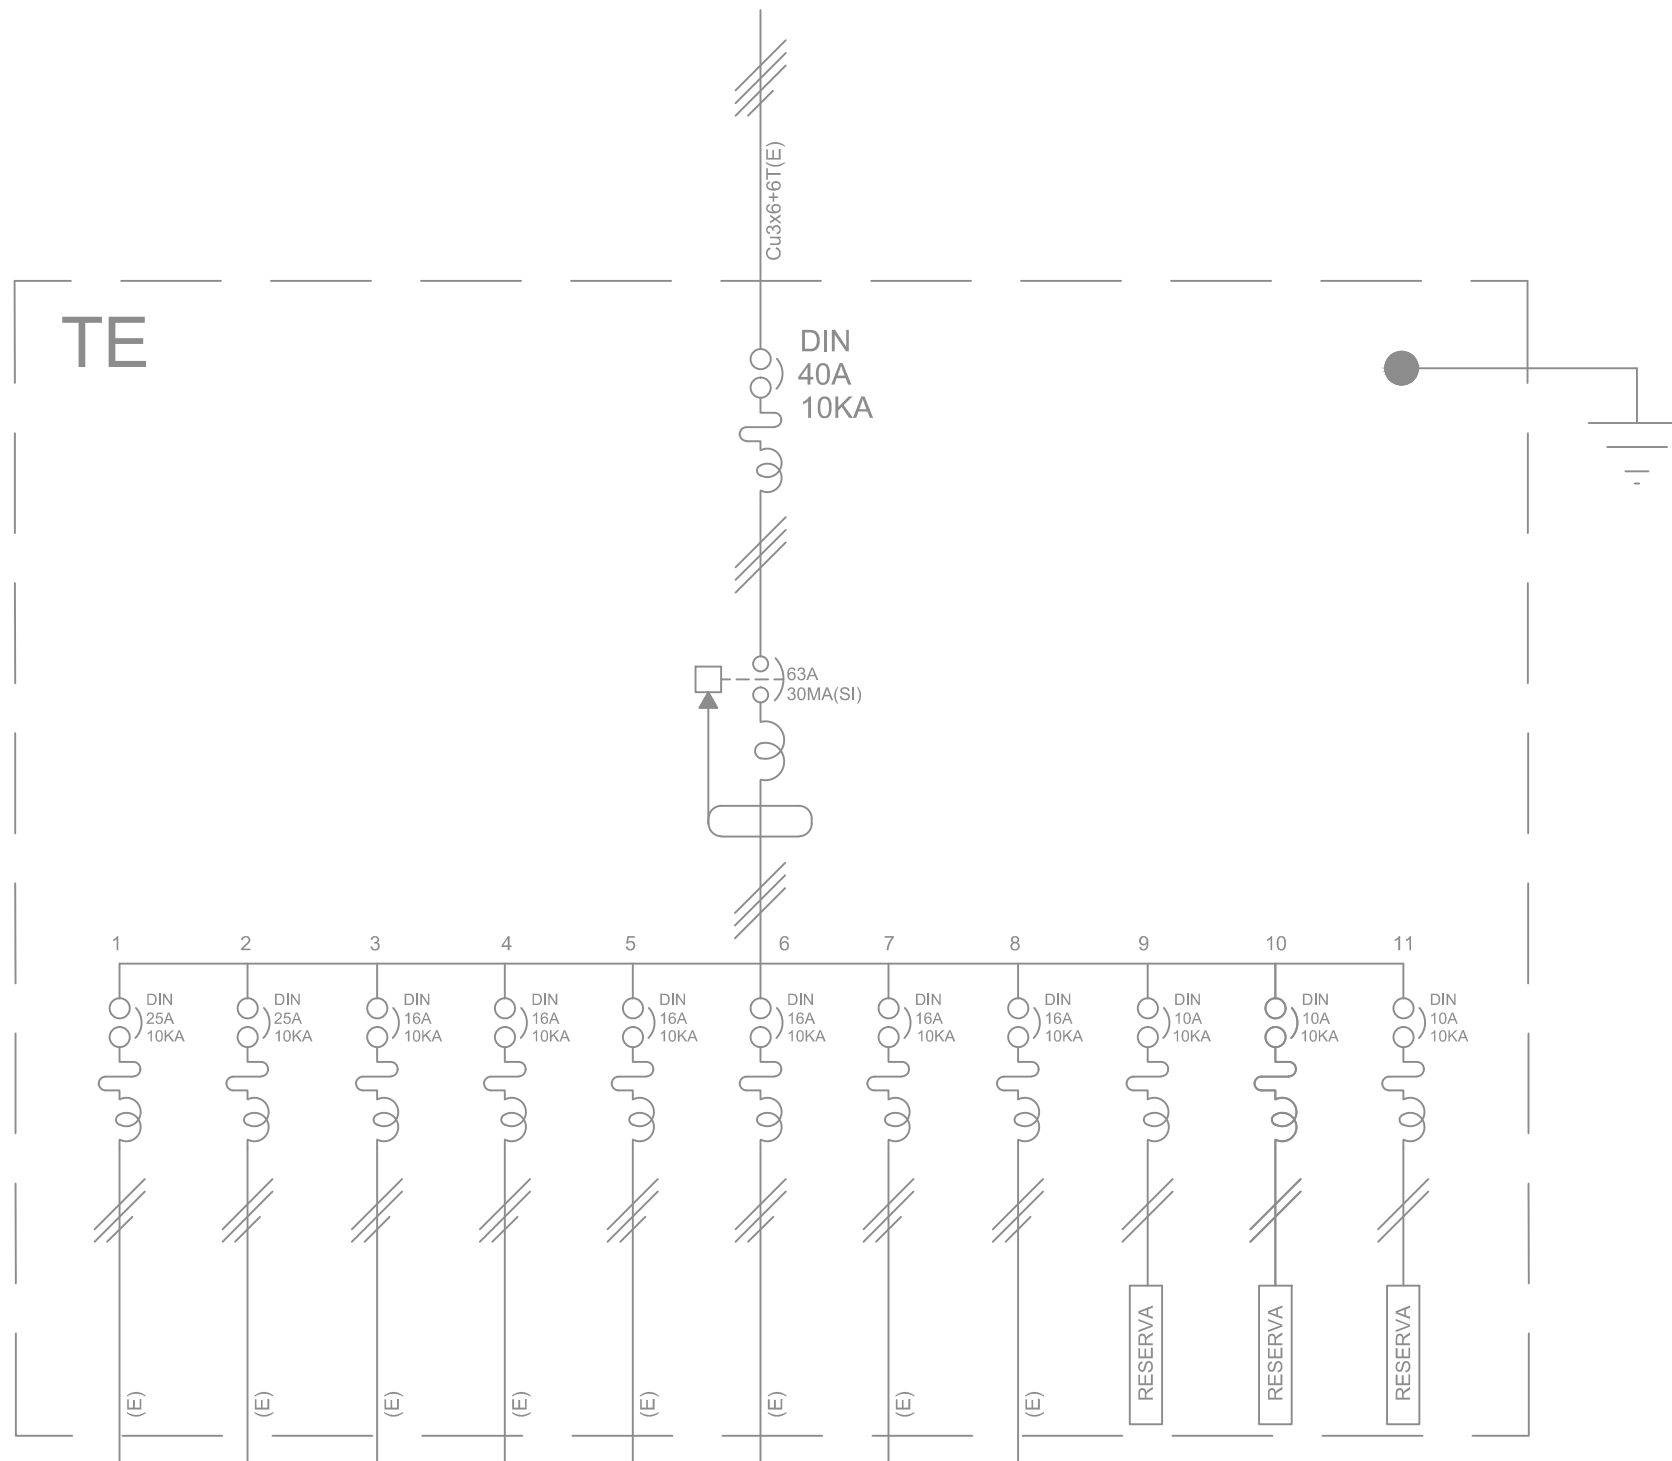 Cu3x6+6T(E)
TE
DIN
40A
10KA
63A
30MA(SI)
1
2
3
4
5
6
7
8
9
10
11
DIN
25A
10KA
DIN
25A
10KA
DIN
16A
10KA
DIN
16A
10KA
DIN
16A
10KA
DIN
16A
10KA
DIN
16A
10KA
DIN
16A
10KA
DIN
10A
10KA
DIN
10A
10KA
DIN
10A
10KA
(E)
(E)
(E)
(E)
(E)
(E)
(E)
(E)
RESERVA
RESERVA
RESERVA